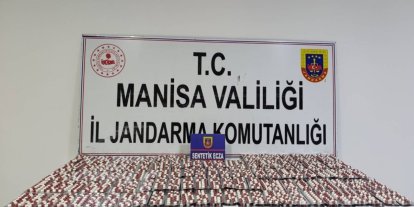 T.C.
MANİSA VALİLİĞİ
İL JANDARMA KOMUTANLIĞI
SENTETİK ECZA